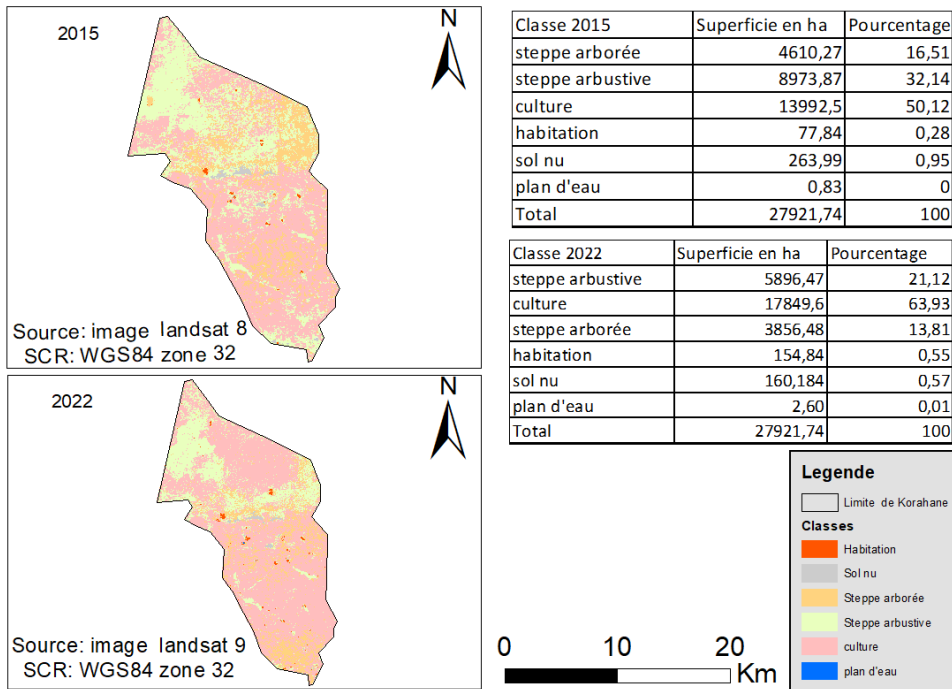 2015
N
Source: image landsat 8
SCR: WGS84 zone 32
2022
N
Source: image landsat 9
SCR: WGS84 zone 32
Classe 2015 Superficie en ha Pourcentage
steppe arborée 4610,27 16,51
steppe arbustive 8973,87 32,14
culture 13992,5 50,12
habitation 77,84 0,28
sol nu 263,99 0,95
plan d'eau 0,83 0
Total 27921,74 100
Classe 2022 Superficie en ha Pourcentage
steppe arbustive 5896,47 21,12
culture 17849,6 63,93
steppe arborée 3856,48 13,81
habitation 154,84 0,55
sol nu 160,184 0,57
plan d'eau 2,60 0,01
Total 27921,74 100
Legende
Limite de Korahane
Classes
Habitation
Sol nu
Steppe arborée
Steppe arbustive
culture
plan d'eau
0 10 20
Km